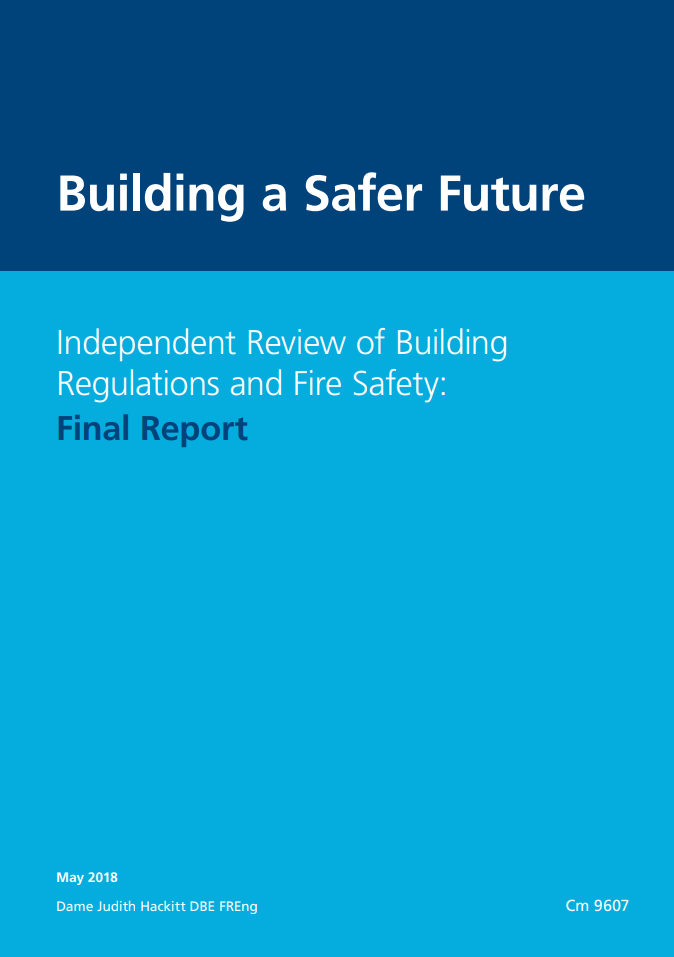 Building a Safer Future
Independent Review of Building
Regulations and Fire Safety:
Final Report
May 2018
Dame Judith Hackitt DBE FREng
Cm 9607